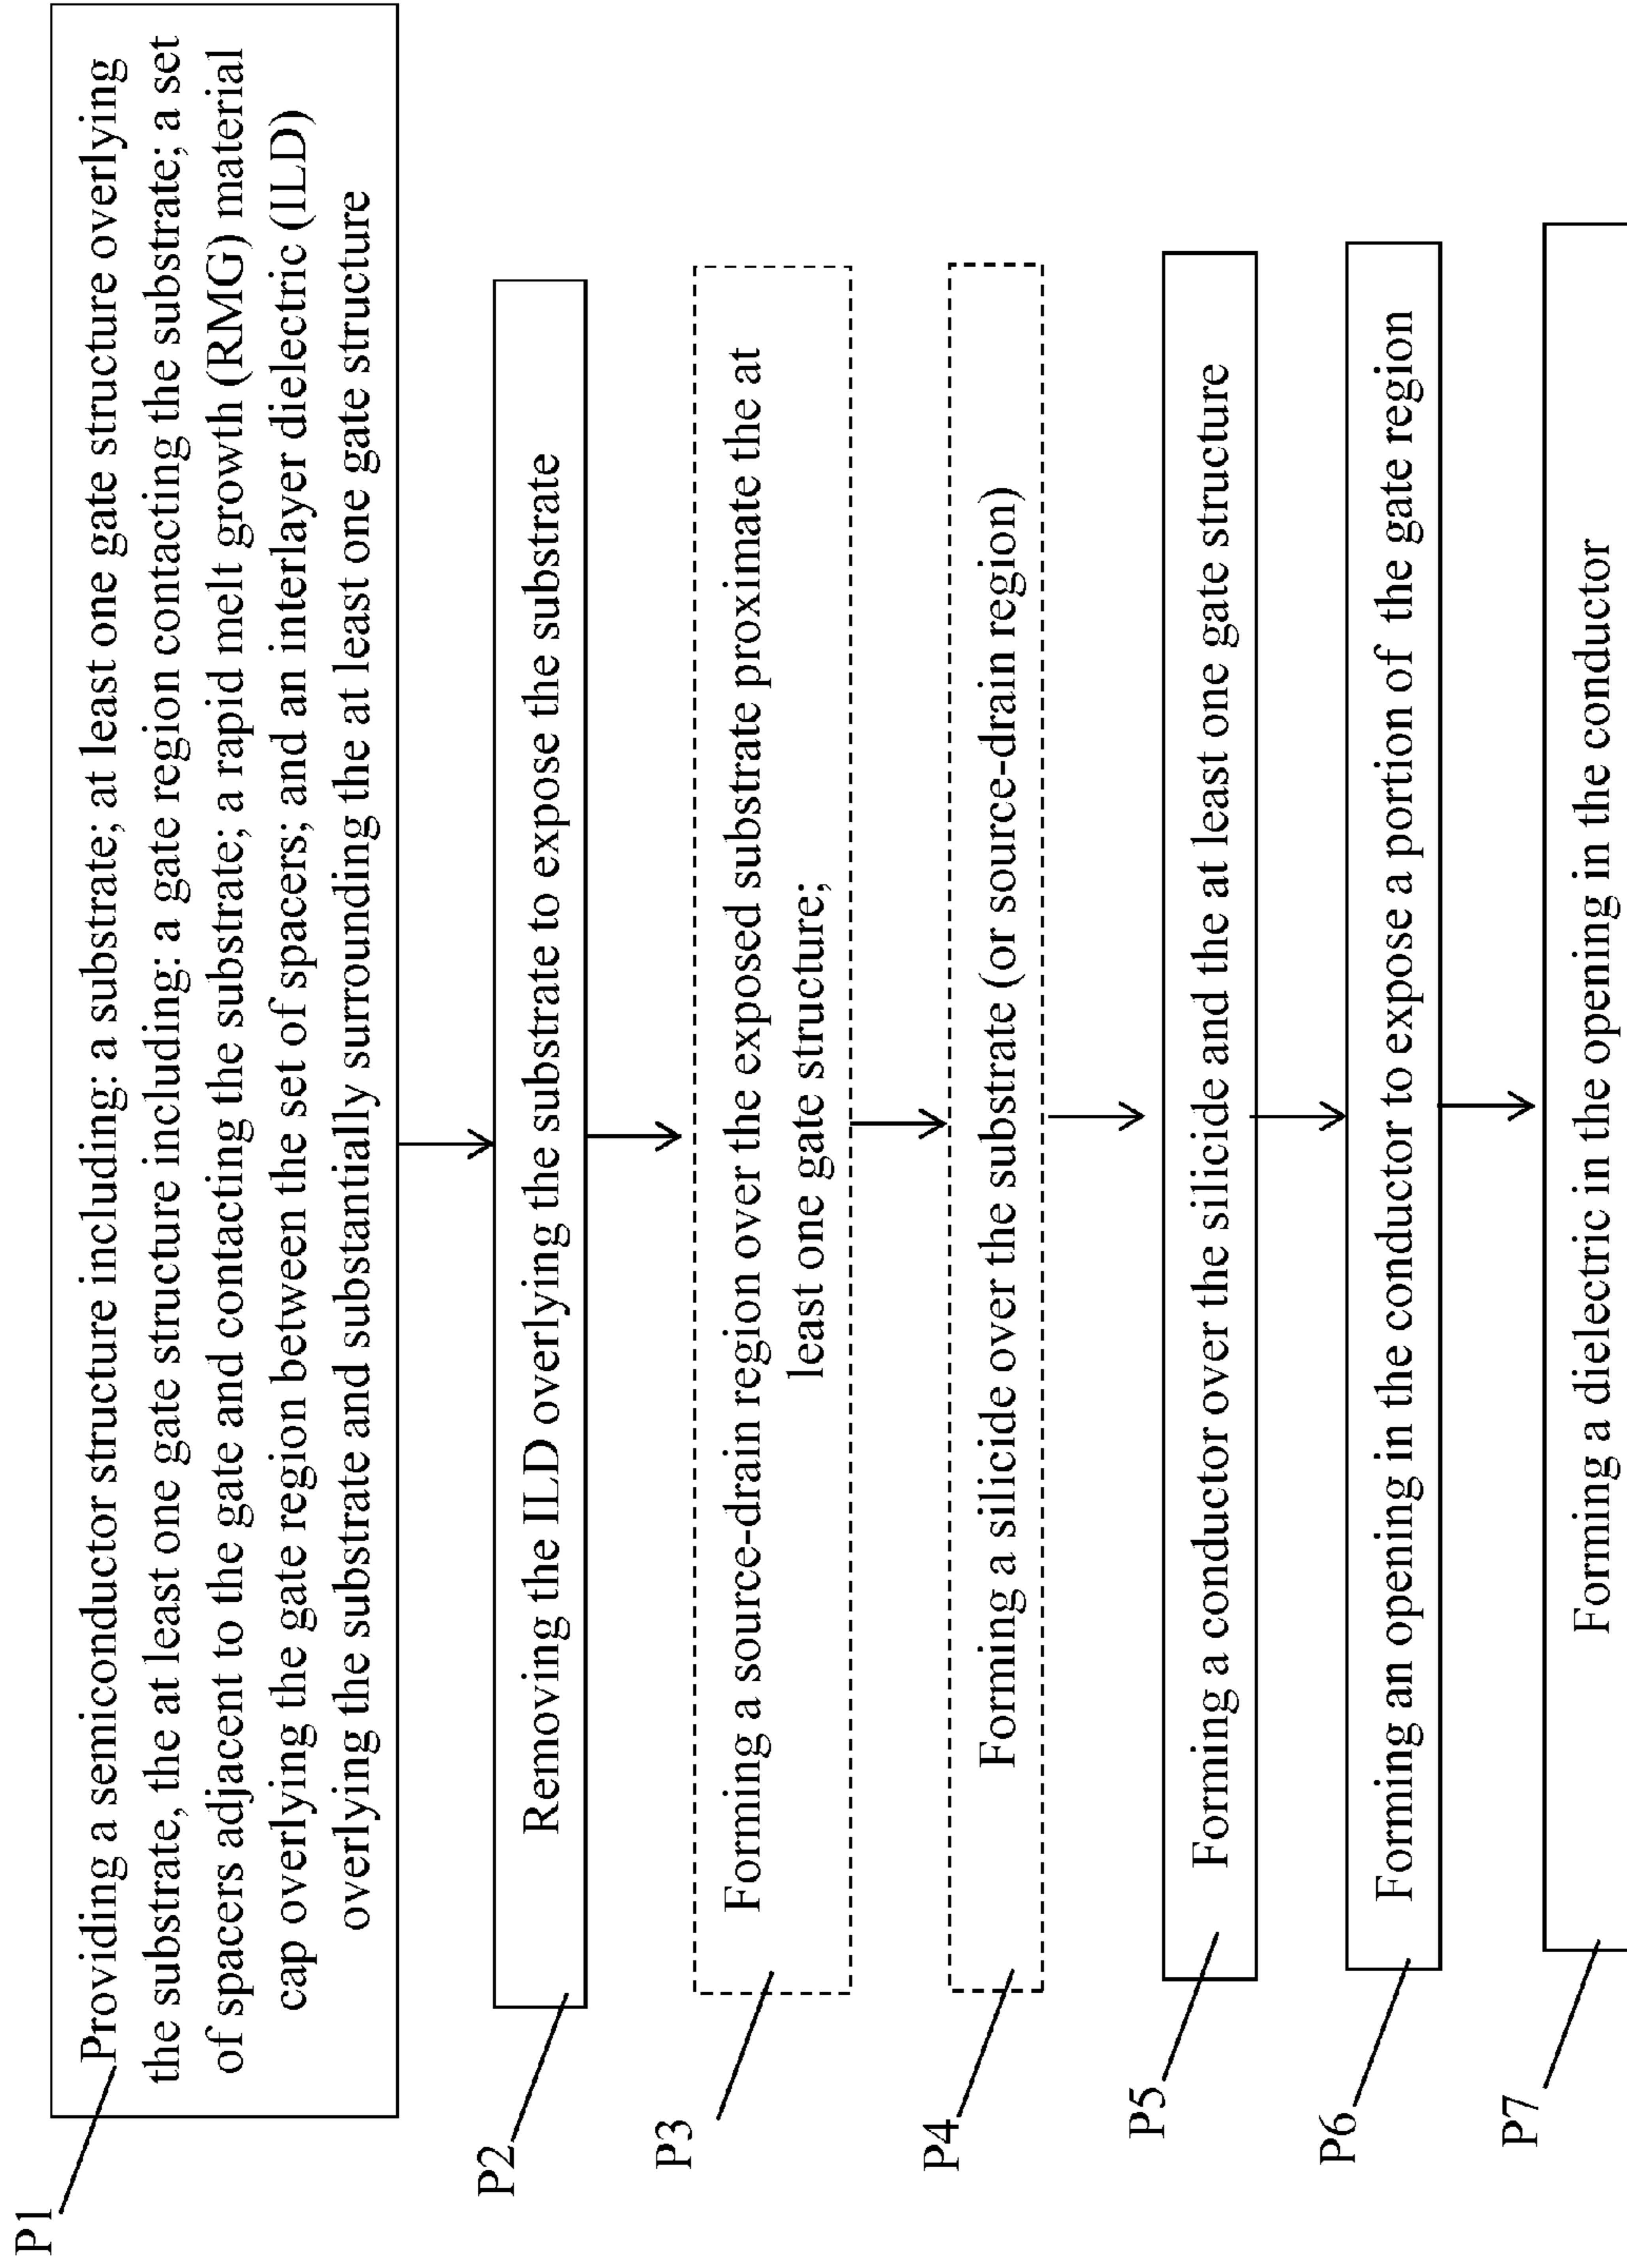 P1
Providing a semiconductor structure including: a substrate; at least one gate structure overlying
the substrate, the at least one gate structure including: a gate region contacting the substrate; a set
of spacers adjacent to the gate and contacting the substrate; a rapid melt growth (RMG) material
cap overlying the gate region between the set of spacers; and an interlayer dielectric (ILD)
overlying the substrate and substantially surrounding the at least one gate structure
P2
Removing the ILD overlying the substrate to expose the substrate
P3
Forming a source-drain region over the exposed substrate proximate the at
least one gate structure;
P4
Forming a silicide over the substrate (or source-drain region)
P5
Forming a conductor over the silicide and the at least one gate structure
P6
Forming an opening in the conductor to expose a portion of the gate region
P7
Forming a dielectric in the opening in the conductor